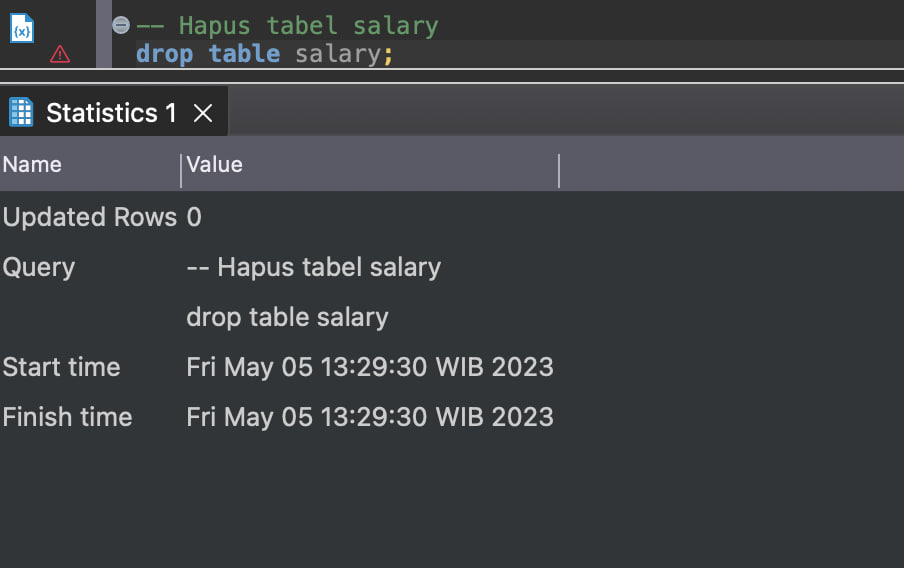 -- Hapus tabel salary
drop table salary;
Statistics 1
Name Value
Updated Rows 0
Query -- Hapus tabel salary
drop table salary
Start time Fri May 05 13:29:30 WIB 2023
Finish time Fri May 05 13:29:30 WIB 2023